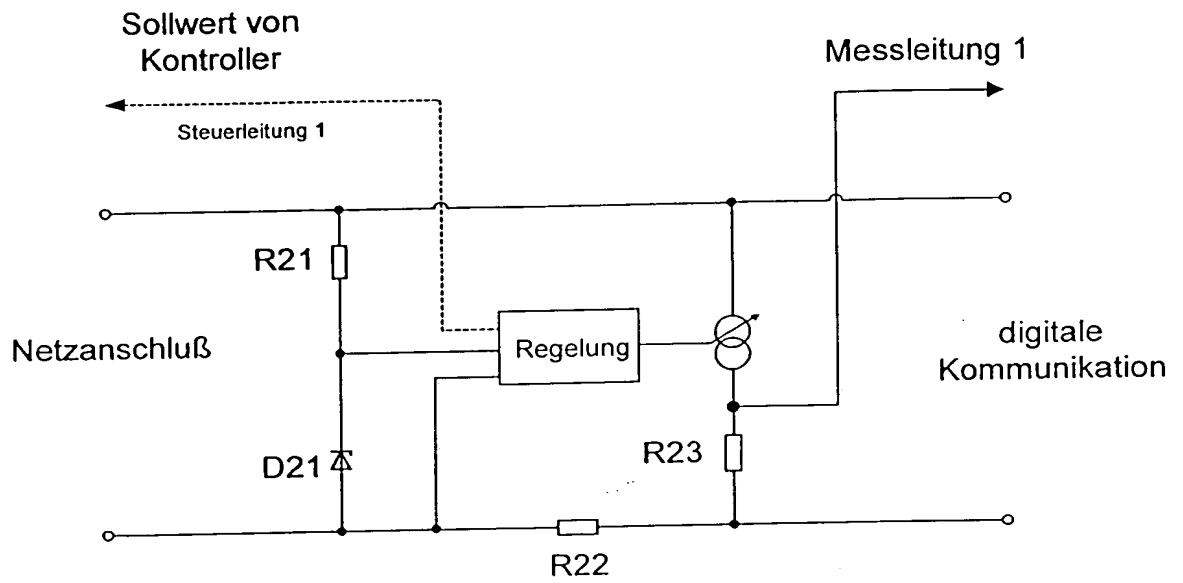 Sollwert von
Kontroller
Messleitung 1
Steuerleitung 1
R21
Netzanschluß
Regelung
digitale
Kommunikation
D21
R23
R22